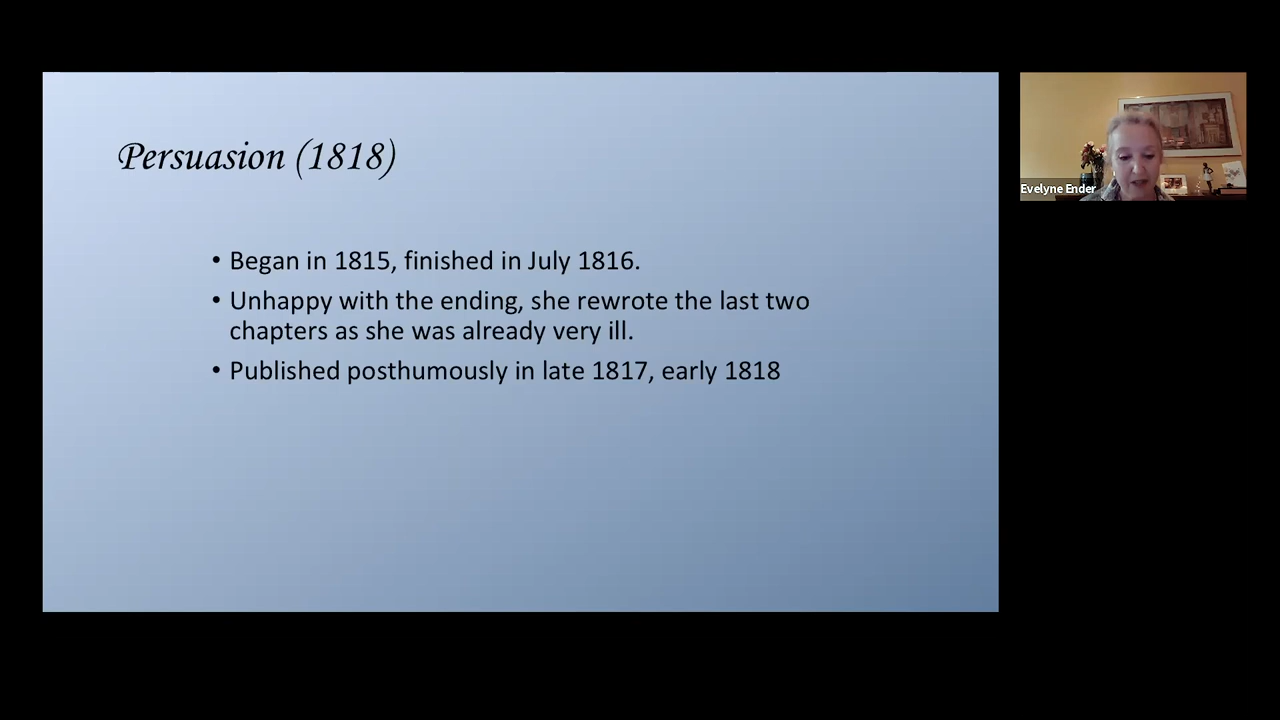 Persuasion (1818)
• Began in 1815, finished in July 1816.
• Unhappy with the ending, she rewrote the last two
chapters as she was already very ill.
• Published posthumously in late 1817, early 1818
Evelyne Ender